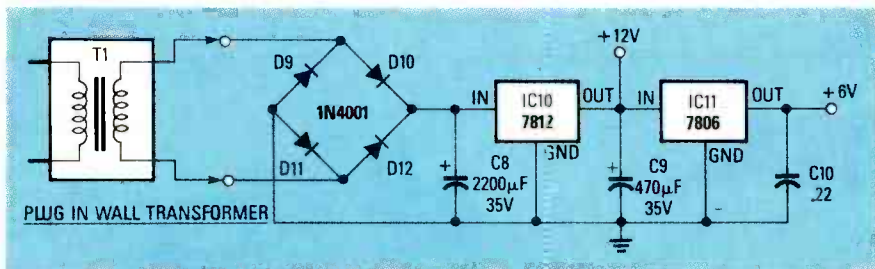 T1
D9
D10
1N4001
D11
D12
PLUG IN WALL TRANSFORMER
IN
IC10
7812
OUT
GND
C8
2200µF
35V
+
+12V
IN
IC11
7806
OUT
GND
+
C9
470µF
35V
+6V
C10
.22